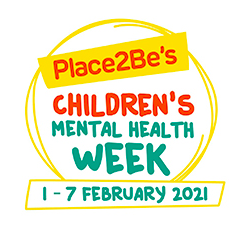 Place2Be's
CHILDREN'S
MENTAL HEALTH
WEEK
1 - 7 FEBRUARY 2021